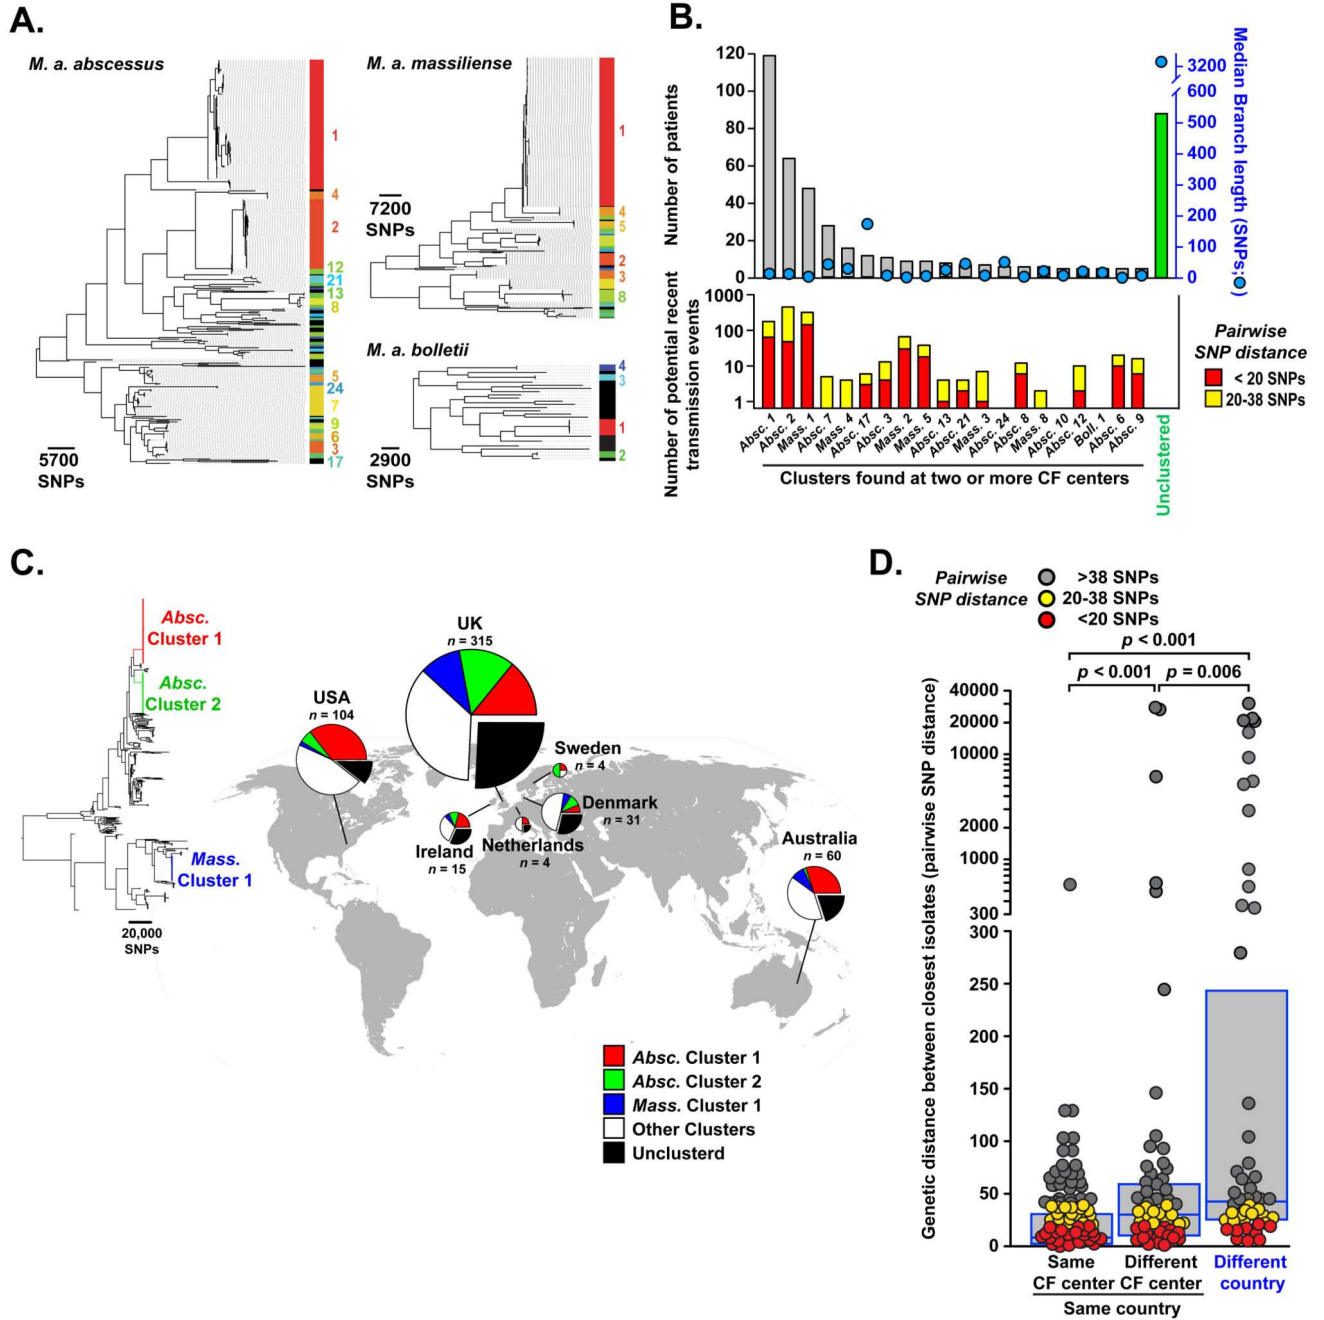 A.
M. a. abscessus
1
4
2
12
21
13
8
5
24
7
9
6
3
17
5700
SNPs
M. a. massiliense
1
4
5
2
3
8
7200
SNPs
M. a. bolletii
4
3
1
2
2900
SNPs
B.
Number of patients
120
100
80
60
40
20
0
Median Branch length (SNPs; )
3200
600
500
400
300
200
100
0
Number of potential recent
transmission events
1000
100
10
1
Pairwise
SNP distance
< 20 SNPs
20-38 SNPs
Absc. 1
Absc. 2
Mass. 1
Absc. 7
Mass. 4
Absc. 17
Absc. 3
Mass. 2
Mass. 5
Absc. 13
Absc. 21
Mass. 3
Absc. 24
Absc. 8
Mass. 8
Absc. 10
Absc. 12
Boll. 1
Absc. 6
Absc. 9
Unclustered
Clusters found at two or more CF centers
C.
Absc.
Cluster 1
Absc.
Cluster 2
Mass.
Cluster 1
20,000
SNPs
UK
n = 315
USA
n = 104
Sweden
n = 4
Denmark
n = 31
Ireland
n = 15
Netherlands
n = 4
Australia
n = 60
Absc. Cluster 1
Absc. Cluster 2
Mass. Cluster 1
Other Clusters
Unclusterd
D.
Pairwise
SNP distance
>38 SNPs
20-38 SNPs
<20 SNPs
p < 0.001
p < 0.001
p = 0.006
Genetic distance between closest isolates (pairwise SNP distance)
40000
20000
10000
2000
1000
300
300
250
200
150
100
50
0
Same
CF center
Different
CF center
Different
country
Same country